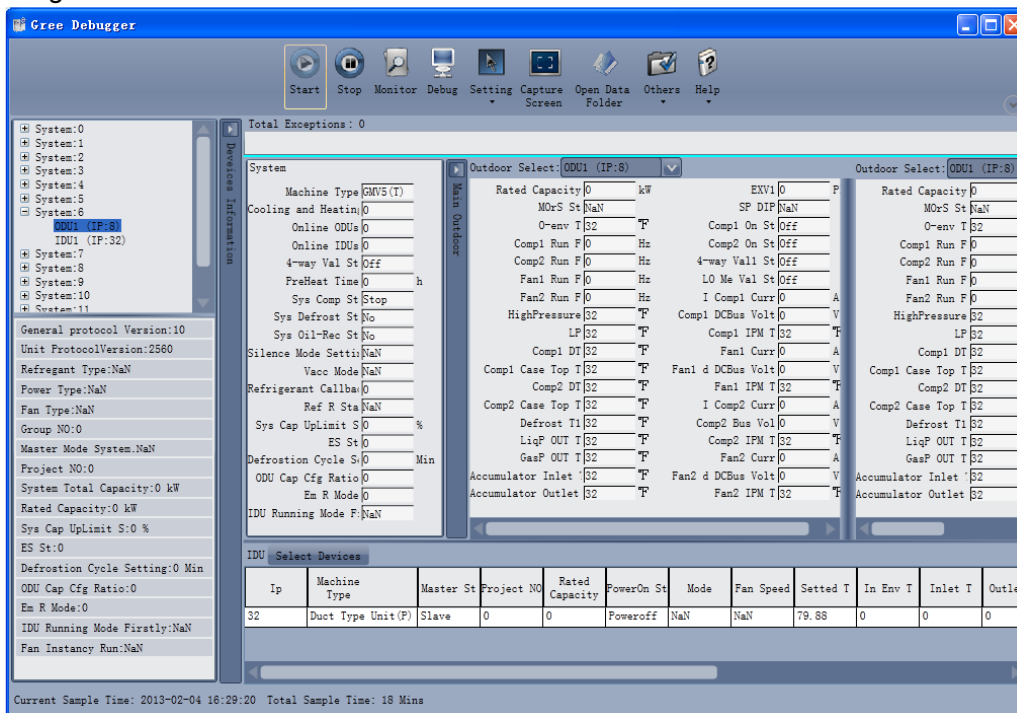 Gree Debugger
Start Stop Monitor Debug Setting Capture Screen Open Data Folder Others Help
System:0
System:1
System:2
System:3
System:4
System:5
System:6
ODU1 (IP:8)
IDU1 (IP:32)
System:7
System:8
System:9
System:10
System:11
General protocol Version:10
Unit ProtocolVersion:2560
Refregant Type:NaN
Power Type:NaN
Fan Type:NaN
Group NO:0
Master Mode System.NaN
Project NO:0
System Total Capacity:0 kW
Rated Capacity:0 kW
Sys Cap UpLimit S:0 %
ES St:0
Defrostion Cycle Setting:0 Min
ODU Cap Cfg Ratio:0
Em R Mode:0
IDU Running Mode Firstly:NaN
Fan Instancy Run:NaN
Deveices Information
Total Exceptions: 0
System
Machine Type GMV5(T)
Cooling and Heating 0
Online ODUs 0
Online IDUs 0
4-way Val St Off
PreHeat Time 0 h
Sys Comp St Stop
Sys Defrost St No
Sys Oil-Rec St No
Silence Mode Setti NaN
Vacc Mode NaN
Refrigerant Callba 0
Ref R Sta NaN
Sys Cap UpLimit S 0 %
ES St 0
Defrostion Cycle S 0 Min
ODU Cap Cfg Ratio 0
Em R Mode 0
IDU Running Mode F: NaN
Main Outdoor
Outdoor Select: ODU1 (IP:8)
Rated Capacity 0 kW EXV1 0 P
MOrS St NaN SP DIP NaN
O-env T 32 ℉ Comp1 On St Off
Comp1 Run F 0 Hz Comp2 On St Off
Comp2 Run F 0 Hz 4-way Val1 St Off
Fan1 Run F 0 Hz LO Me Val St Off
Fan2 Run F 0 Hz I Comp1 Curr 0 A
HighPressure 32 ℉ Comp1 DCBus Volt 0 V
LP 32 ℉ Comp1 IPM T 32 ℉
Comp1 DT 32 ℉ Fan1 Curr 0 A
Comp1 Case Top T 32 ℉ Fan1 d DCBus Volt 0 V
Comp2 DT 32 ℉ Fan1 IPM T 32 ℉
Comp2 Case Top T 32 ℉ I Comp2 Curr 0 A
Defrost T1 32 ℉ Comp2 Bus Vol 0 V
LiqP OUT T 32 ℉ Comp2 IPM T 32 ℉
GasP OUT T 32 ℉ Fan2 Curr 0 A
Accumulator Inlet 32 ℉ Fan2 d DCBus Volt 0 V
Accumulator Outlet 32 ℉ Fan2 IPM T 32 ℉
Outdoor Select: ODU1 (IP:8)
Rated Capacity 0
MOrS St NaN
O-env T 32
Comp1 Run F 0
Comp2 Run F 0
Fan1 Run F 0
Fan2 Run F 0
HighPressure 32
LP 32
Comp1 DT 32
Comp1 Case Top T 32
Comp2 DT 32
Comp2 Case Top T 32
Defrost T1 32
LiqP OUT T 32
GasP OUT T 32
Accumulator Inlet 32
Accumulator Outlet 32
IDU Select Devices
Ip Machine Type Master St Project NO Rated Capacity PowerOn St Mode Fan Speed Setted T In Env T Inlet T Outle
32 Duct Type Unit(P) Slave 0 0 Poweroff NaN NaN 79.88 0 0 0
Current Sample Time: 2013-02-04 16:29:20 Total Sample Time: 18 Mins